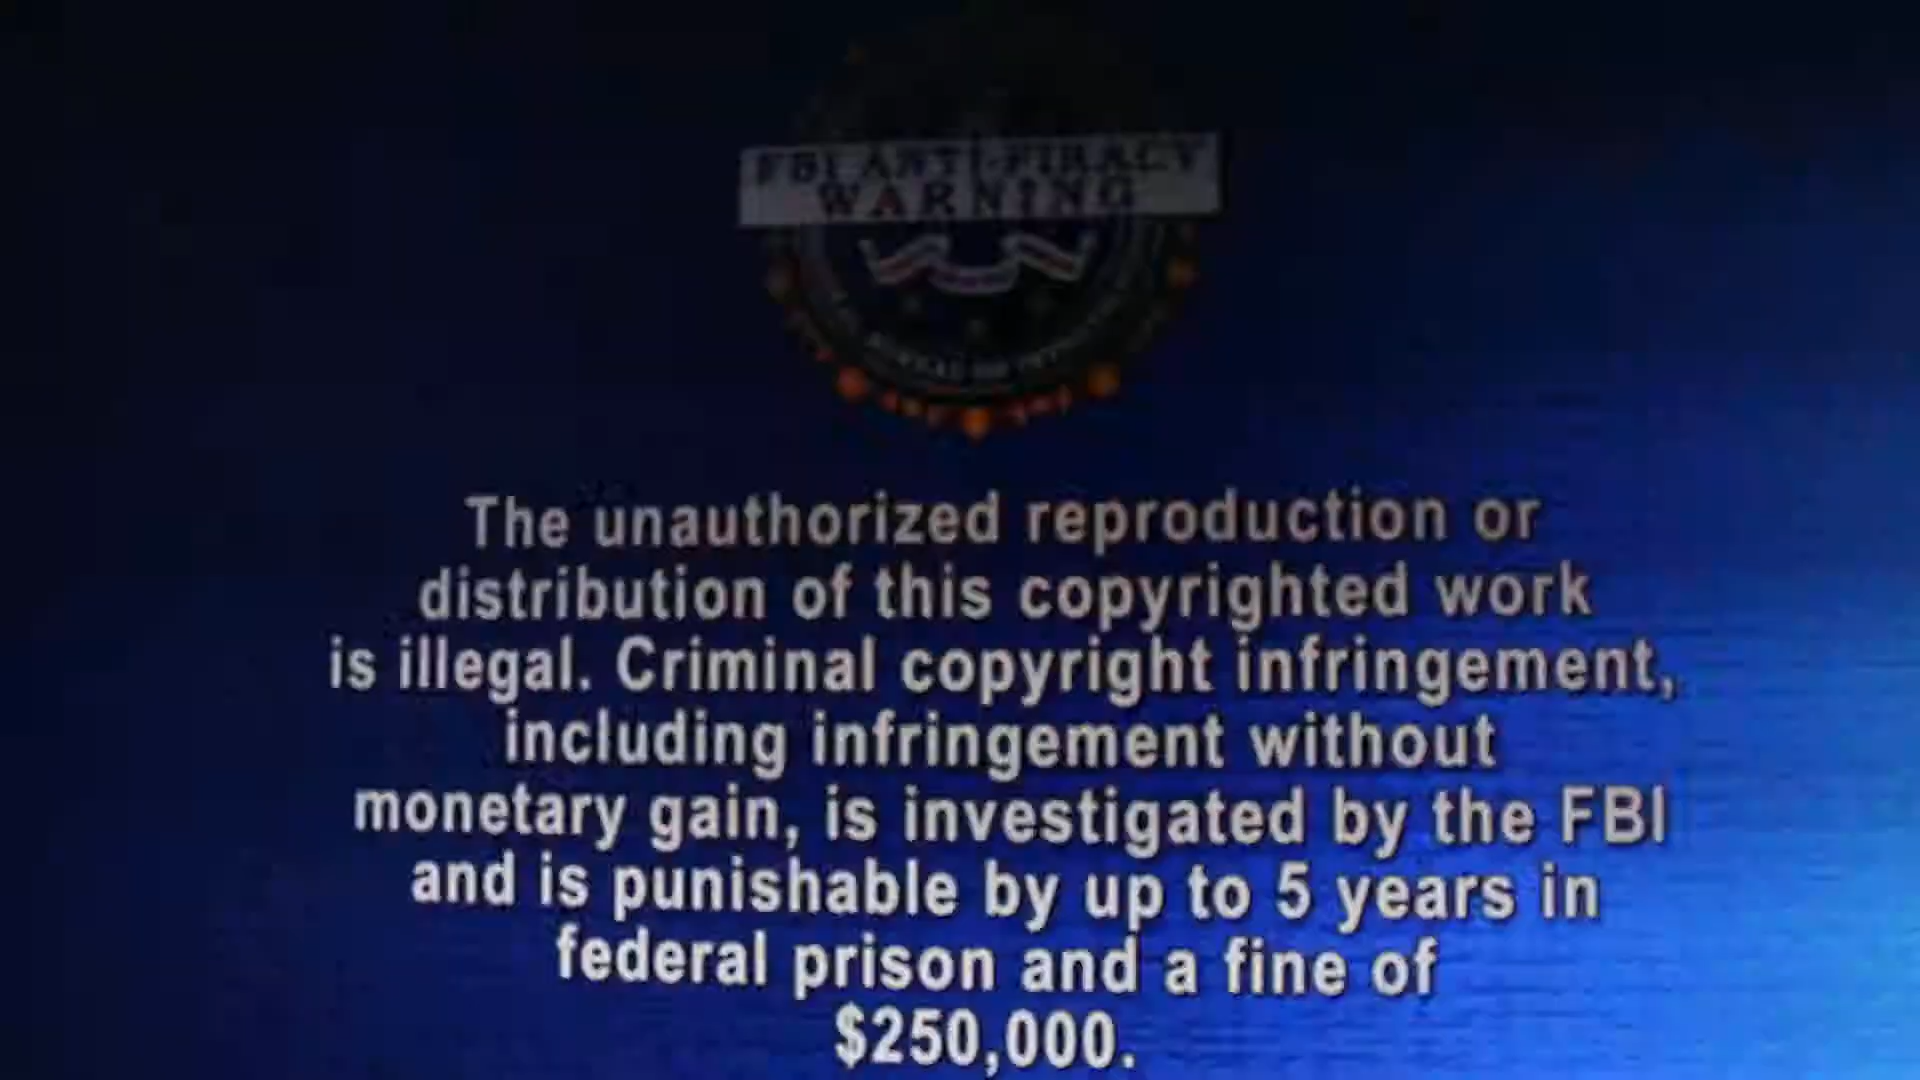 FBI ANTI-PIRACY
WARNING
The unauthorized reproduction or
distribution of this copyrighted work
is illegal. Criminal copyright infringement,
including infringement without
monetary gain, is investigated by the FBI
and is punishable by up to 5 years in
federal prison and a fine of
$250,000.